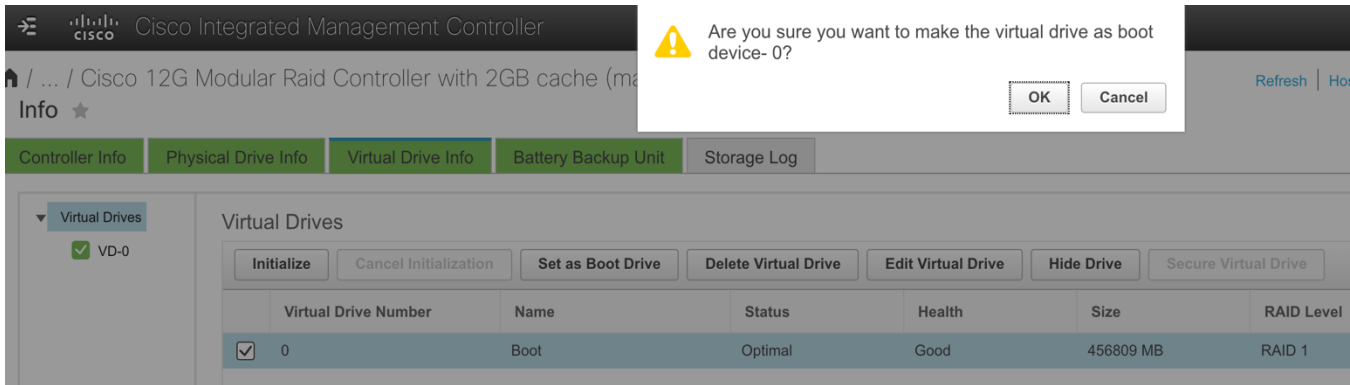 CISCO Cisco Integrated Management Controller
Are you sure you want to make the virtual drive as boot
device- 0?
OK Cancel
/ ... / Cisco 12G Modular Raid Controller with 2GB cache
Refresh
Info
Controller Info Physical Drive Info Virtual Drive Info Battery Backup Unit Storage Log
Virtual Drives
VD-0
Virtual Drives
Initialize Cancel Initialization Set as Boot Drive Delete Virtual Drive Edit Virtual Drive Hide Drive Secure Virtual Drive
Virtual Drive Number Name Status Health Size RAID Level
0 Boot Optimal Good 456809 MB RAID 1